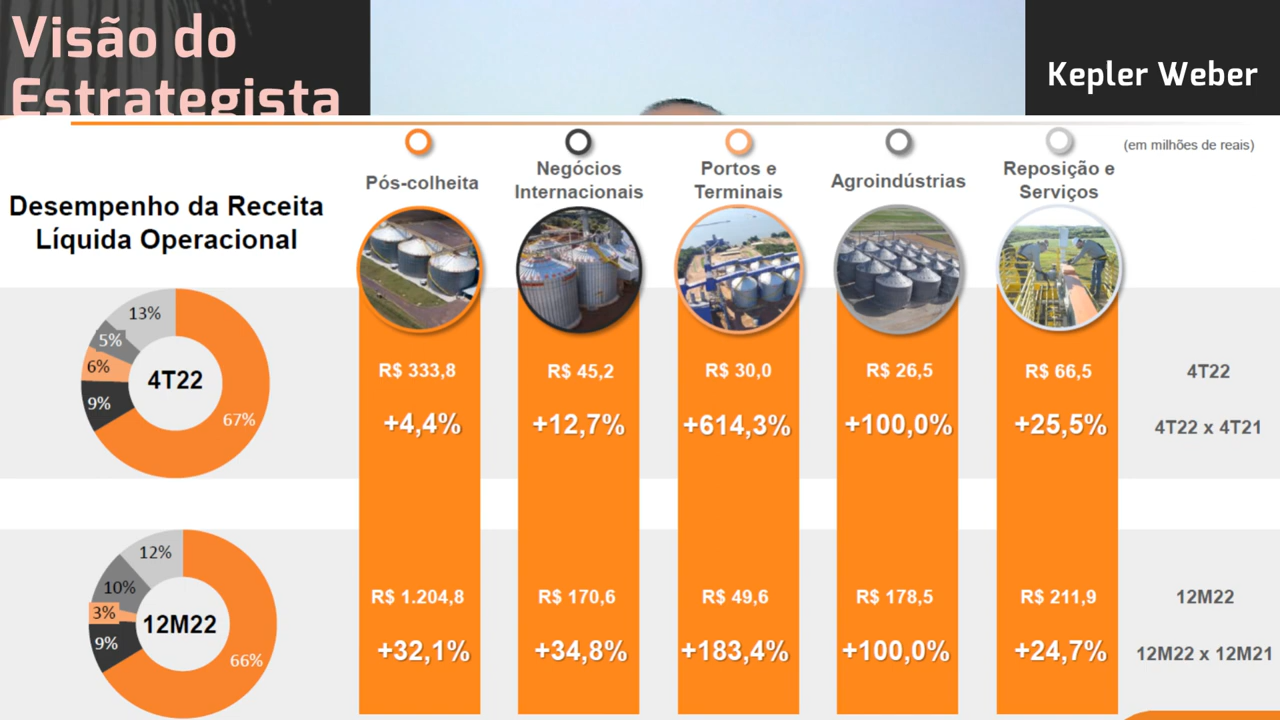 Visão do
Estrategista
Kepler Weber
(em milhões de reais)
Pós-colheita
Negócios
Internacionais
Portos e
Terminais
Agroindústrias
Reposição e
Serviços
Desempenho da Receita
Líquida Operacional
13%
5%
6%
9%
67%
4T22
R$ 333,8
R$ 45,2
R$ 30,0
R$ 26,5
R$ 66,5
4T22
+4,4%
+12,7%
+614,3%
+100,0%
+25,5%
4T22 x 4T21
12%
10%
3%
9%
66%
12M22
R$ 1.204,8
R$ 170,6
R$ 49,6
R$ 178,5
R$ 211,9
12M22
+32,1%
+34,8%
+183,4%
+100,0%
+24,7%
12M22 x 12M21